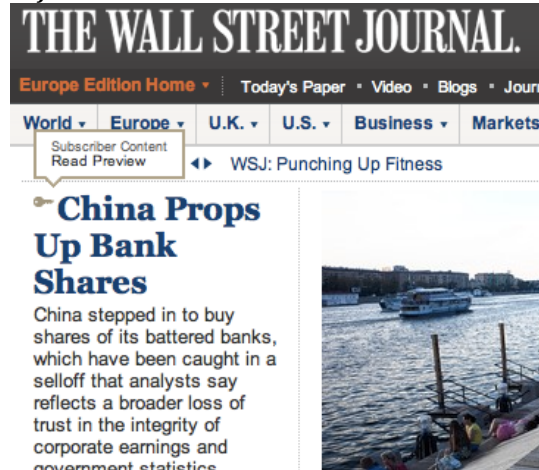 THE WALL STREET JOURNAL.
Europe Edition Home Today's Paper Video Blogs
World Europe U.K. U.S. Business Markets
Subscriber Content
Read Preview
WSJ: Punching Up Fitness
China Props
Up Bank
Shares
China stepped in to buy
shares of its battered banks,
which have been caught in a
selloff that analysts say
reflects a broader loss of
trust in the integrity of
corporate earnings and
government statistics